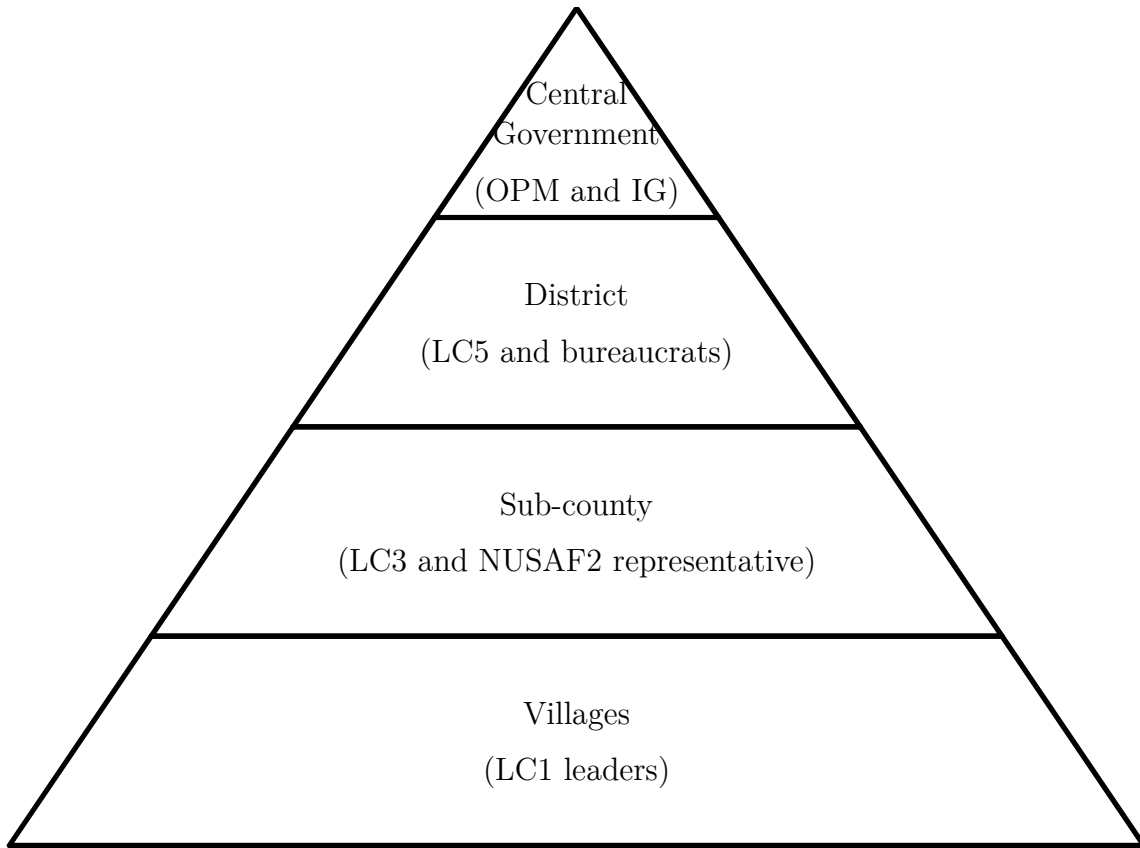 Central
Government
(OPM and IG)
District
(LC5 and bureaucrats)
Sub-county
(LC3 and NUSAF2 representative)
Villages
(LC1 leaders)